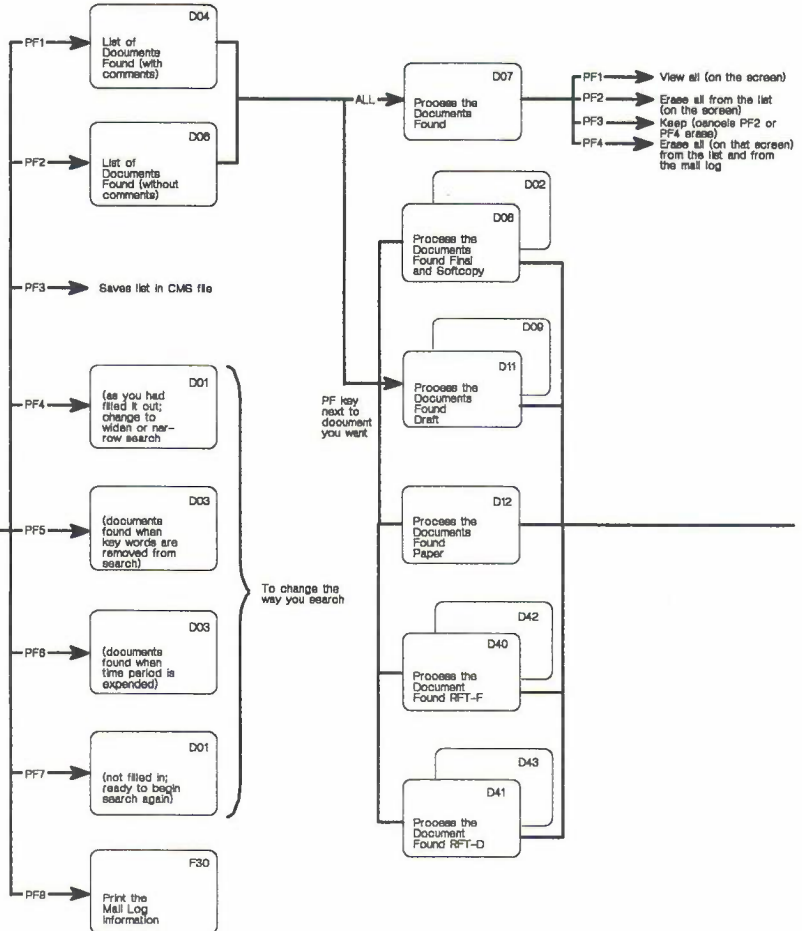 PF1
D04
List of
Documents
Found (with
comments)
PF2
D06
List of
Documents
Found (without
comments)
PF3
Saves list in CMS file
PF4
D01
(as you had
filled it out;
change to
widen or nar-
row search
PF5
D03
(documents
found when
key words are
removed from
search)
PF6
D03
(documents
found when
time period is
expended)
PF7
D01
(not filled in;
ready to begin
search again)
To change the
way you search
PF8
F30
Print the
Mail Log
Information
ALL
D07
Process the
Documents
Found
PF1
View all (on the screen)
PF2
Erase all from the list
(on the screen)
PF3
Keep (cancels PF2 or
PF4 erase)
PF4
Erase all (on that screen)
from the list and from
the mail log
PF key
next to
document
you want
D02
D08
Process the
Documents
Found Final
and Softcopy
D09
D11
Process the
Documents
Found
Draft
D12
Process the
Documents
Found
Paper
D42
D40
Process the
Document
Found RFT-F
D43
D41
Process the
Document
Found RFT-D